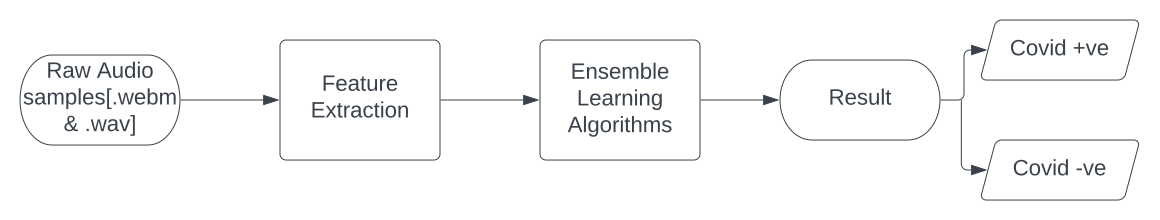 Raw Audio
samples[.webm
& .wav]
Feature
Extraction
Ensemble
Learning
Algorithms
Result
Covid +ve
Covid -ve